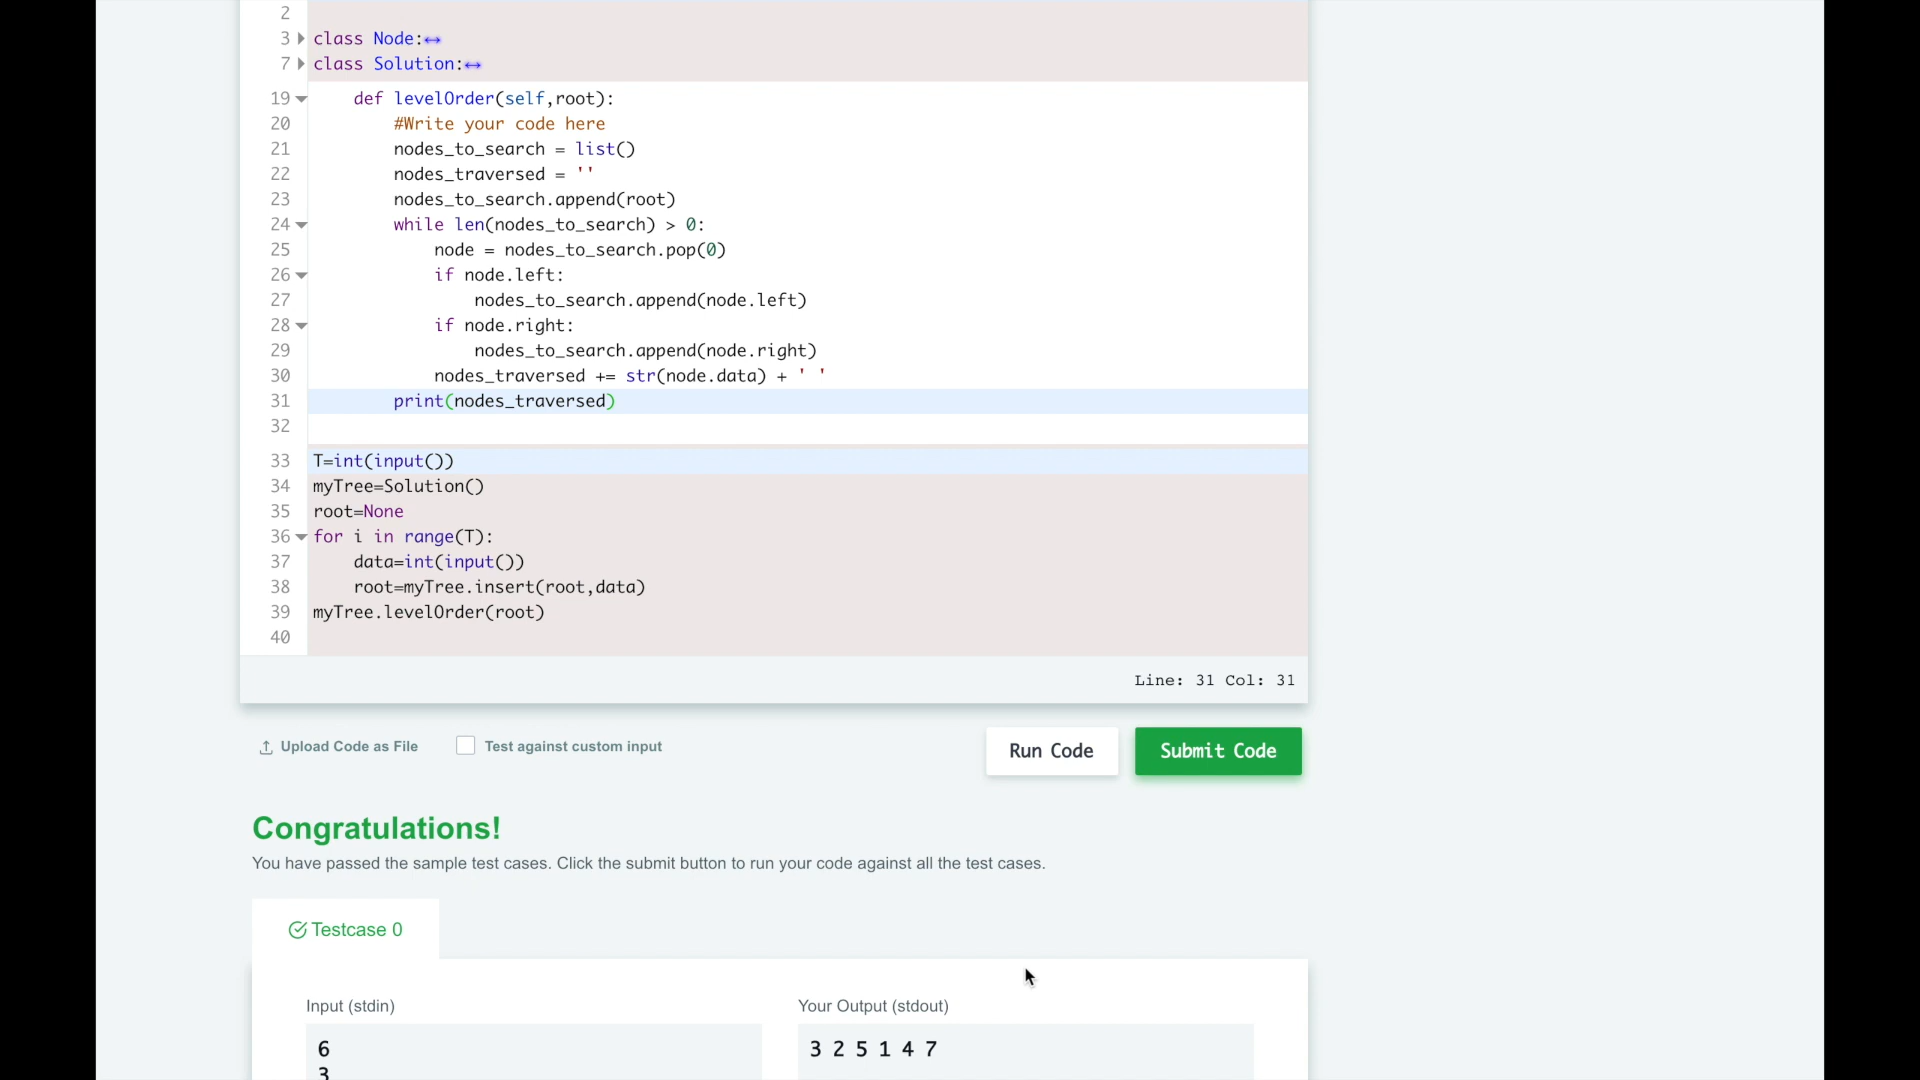 2
3 class Node:↔
7 class Solution:↔
19 def levelOrder(self,root):
20 #Write your code here
21 nodes_to_search = list()
22 nodes_traversed = ''
23 nodes_to_search.append(root)
24 while len(nodes_to_search) > 0:
25 node = nodes_to_search.pop(0)
26 if node.left:
27 nodes_to_search.append(node.left)
28 if node.right:
29 nodes_to_search.append(node.right)
30 nodes_traversed += str(node.data) + ' '
31 print(nodes_traversed)
32
33 T=int(input())
34 myTree=Solution()
35 root=None
36 for i in range(T):
37 data=int(input())
38 root=myTree.insert(root,data)
39 myTree.levelOrder(root)
40
Line: 31 Col: 31
Upload Code as File Test against custom input Run Code Submit Code
Congratulations!
You have passed the sample test cases. Click the submit button to run your code against all the test cases.
Testcase 0
Input (stdin) Your Output (stdout)
6 3 2 5 1 4 7
3